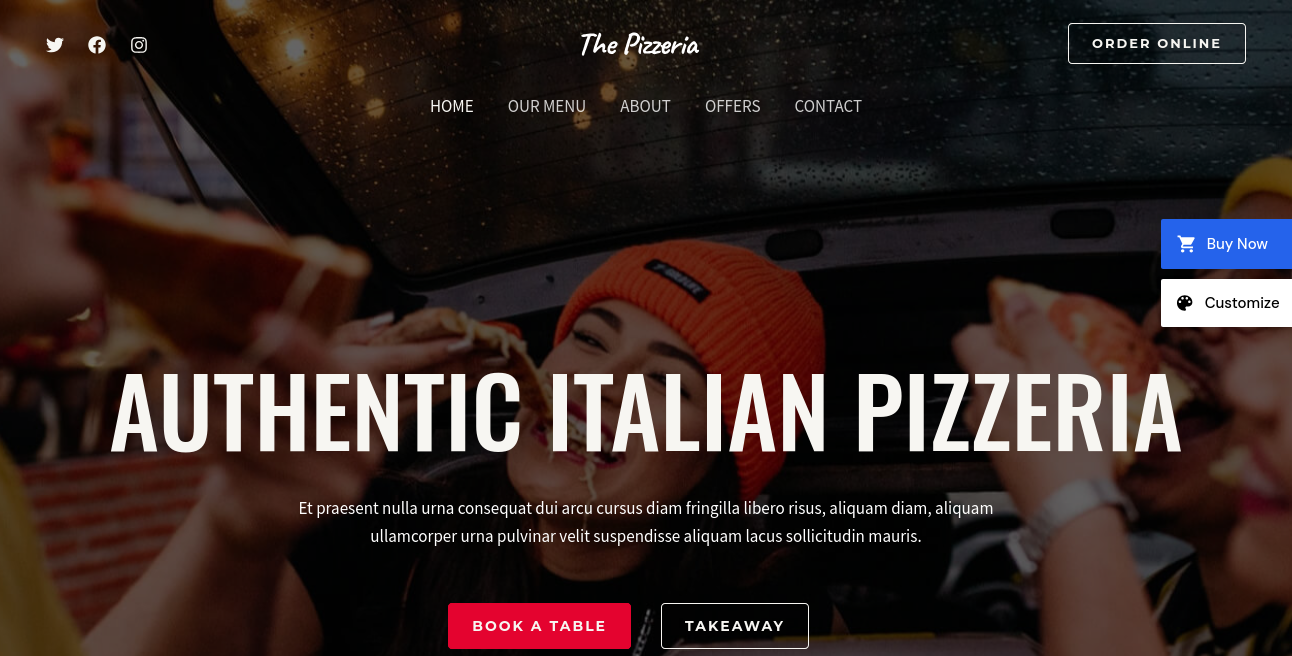 The Pizzeria
ORDER ONLINE
HOME OUR MENU ABOUT OFFERS CONTACT
Buy Now
Customize
AUTHENTIC ITALIAN PIZZERIA
Et praesent nulla urna consequat dui arcu cursus diam fringilla libero risus, aliquam diam, aliquam
ullamcorper urna pulvinar velit suspendisse aliquam lacus sollicitudin mauris.
BOOK A TABLE TAKEAWAY